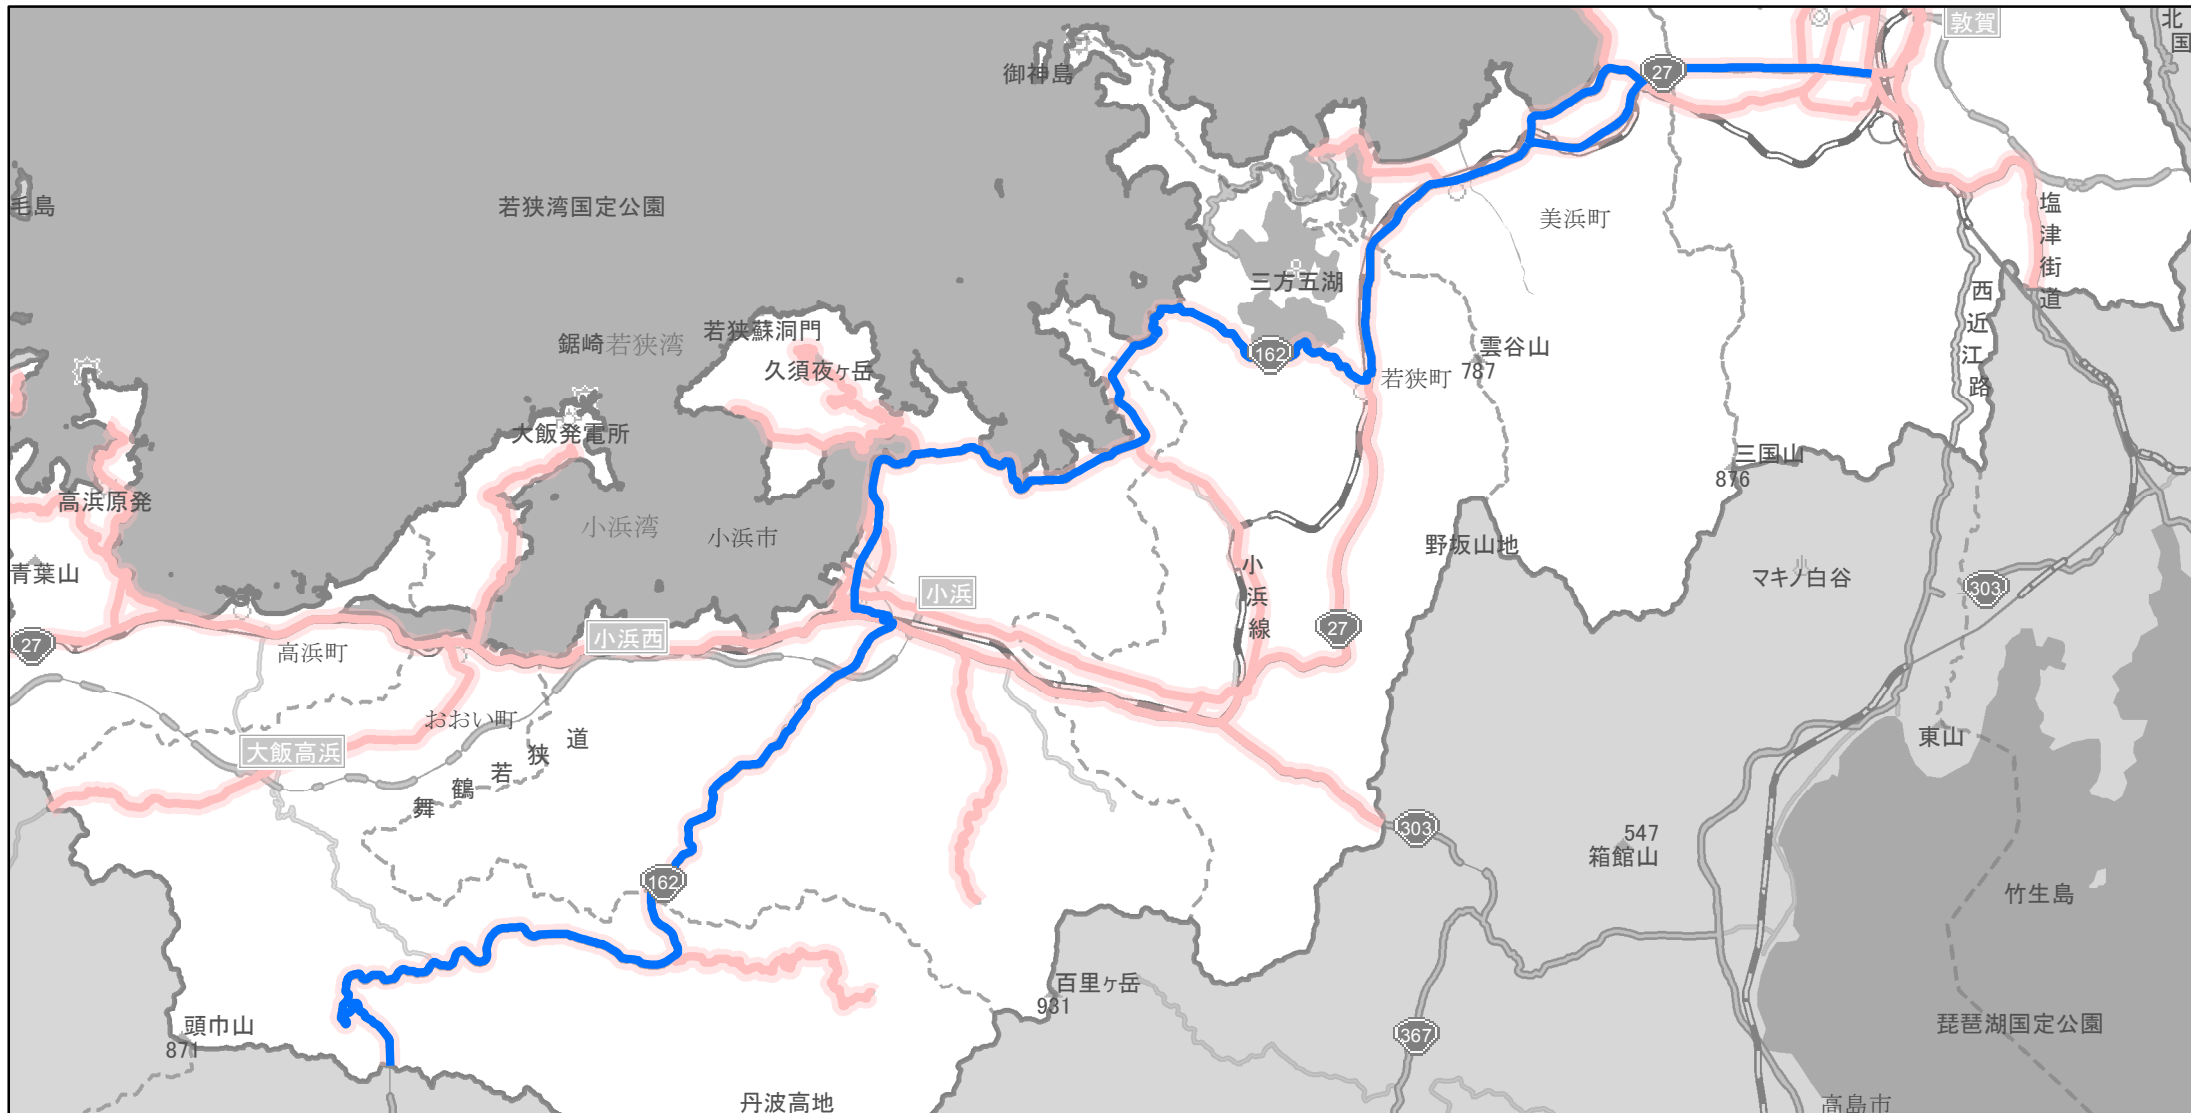 敦賀
北
国
27
御神島
毛島
若狭湾国定公園
美浜町
塩津街道
三方五湖
西近江路
若狭蘇洞門
鋸崎
若狭湾
久須夜ヶ岳
162
雲谷山
787
若狭町
大飯発電所
三国山
876
高浜原発
小浜湾
小浜市
野坂山地
青葉山
小浜線
マキノ白谷
小浜
303
27
小浜西
27
高浜町
おおい町
大飯高浜
舞鶴若狭道
東山
303
547
箱館山
162
竹生島
百里ヶ岳
931
頭巾山
871
367
琵琶湖国定公園
丹波高地
高島市